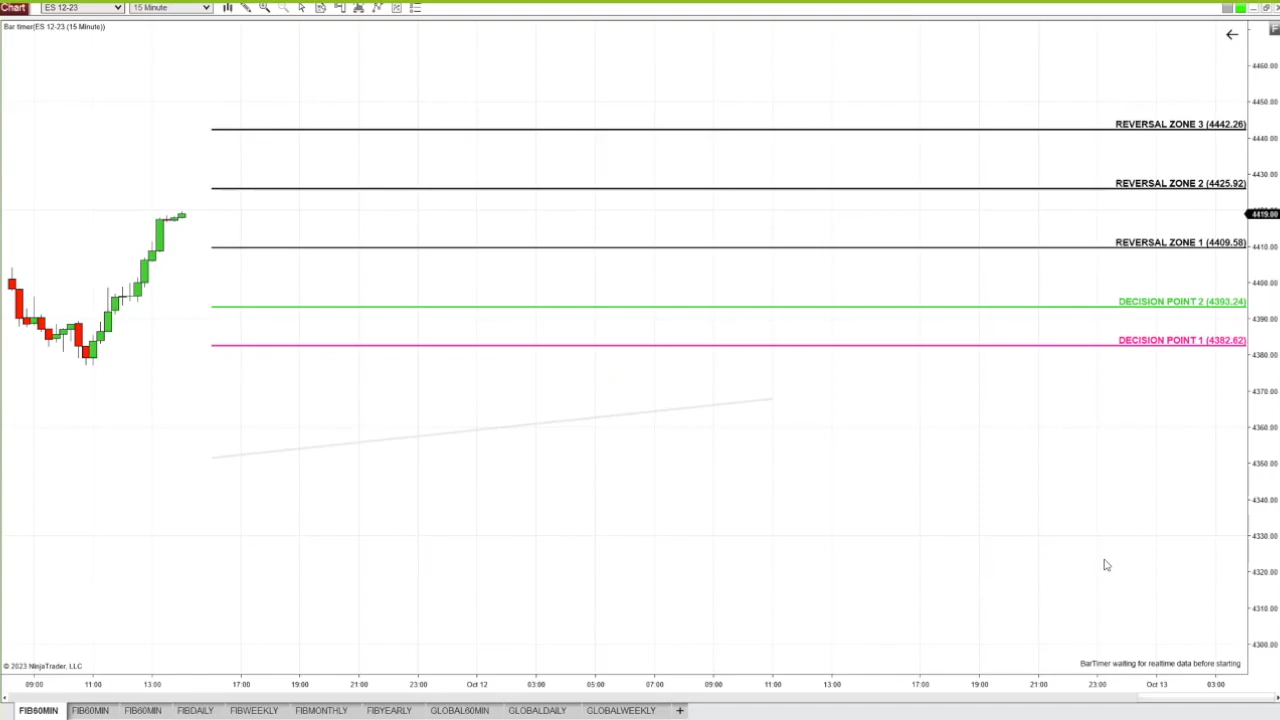 Chart ES 12-23 15 Minute
Bar timer(ES 12-23 (15 Minute))
F
4460.00
4450.00
REVERSAL ZONE 3 (4442.26)
4440.00
4430.00
REVERSAL ZONE 2 (4425.92)
4419.00
REVERSAL ZONE 1 (4409.58)
4410.00
4400.00
DECISION POINT 2 (4393.24)
4390.00
DECISION POINT 1 (4382.62)
4380.00
4370.00
4360.00
4350.00
4340.00
4330.00
4320.00
4310.00
4300.00
© 2023 NinjaTrader, LLC
BarTimer waiting for realtime data before starting
09:00 11:00 13:00 17:00 19:00 21:00 23:00 Oct 12 03:00 05:00 07:00 09:00 11:00 13:00 17:00 19:00 21:00 23:00 Oct 13 03:00
FIB60MIN FIB60MIN FIB60MIN FIBDAILY FIBWEEKLY FIBMONTHLY FIBYEARLY GLOBAL60MIN GLOBALDAILY GLOBALWEEKLY +